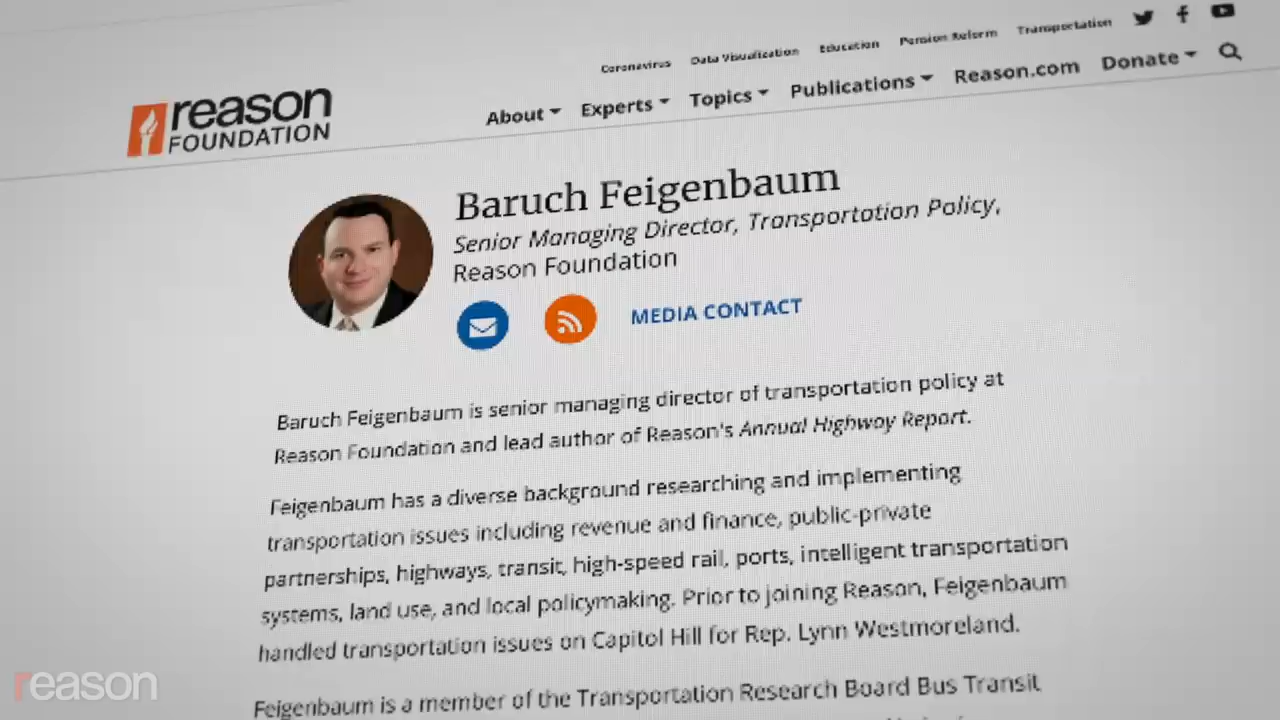 Coronavirus Data Visualization Education Pension Reform Transportation
reason
FOUNDATION
About Experts Topics Publications Reason.com Donate
Baruch Feigenbaum
Senior Managing Director, Transportation Policy,
Reason Foundation
MEDIA CONTACT
Baruch Feigenbaum is senior managing director of transportation policy at
Reason Foundation and lead author of Reason's Annual Highway Report.
Feigenbaum has a diverse background researching and implementing
transportation issues including revenue and finance, public-private
partnerships, highways, transit, high-speed rail, ports, intelligent transportation
systems, land use, and local policymaking. Prior to joining Reason, Feigenbaum
handled transportation issues on Capitol Hill for Rep. Lynn Westmoreland.
Feigenbaum is a member of the Transportation Research Board Bus Transit
reason